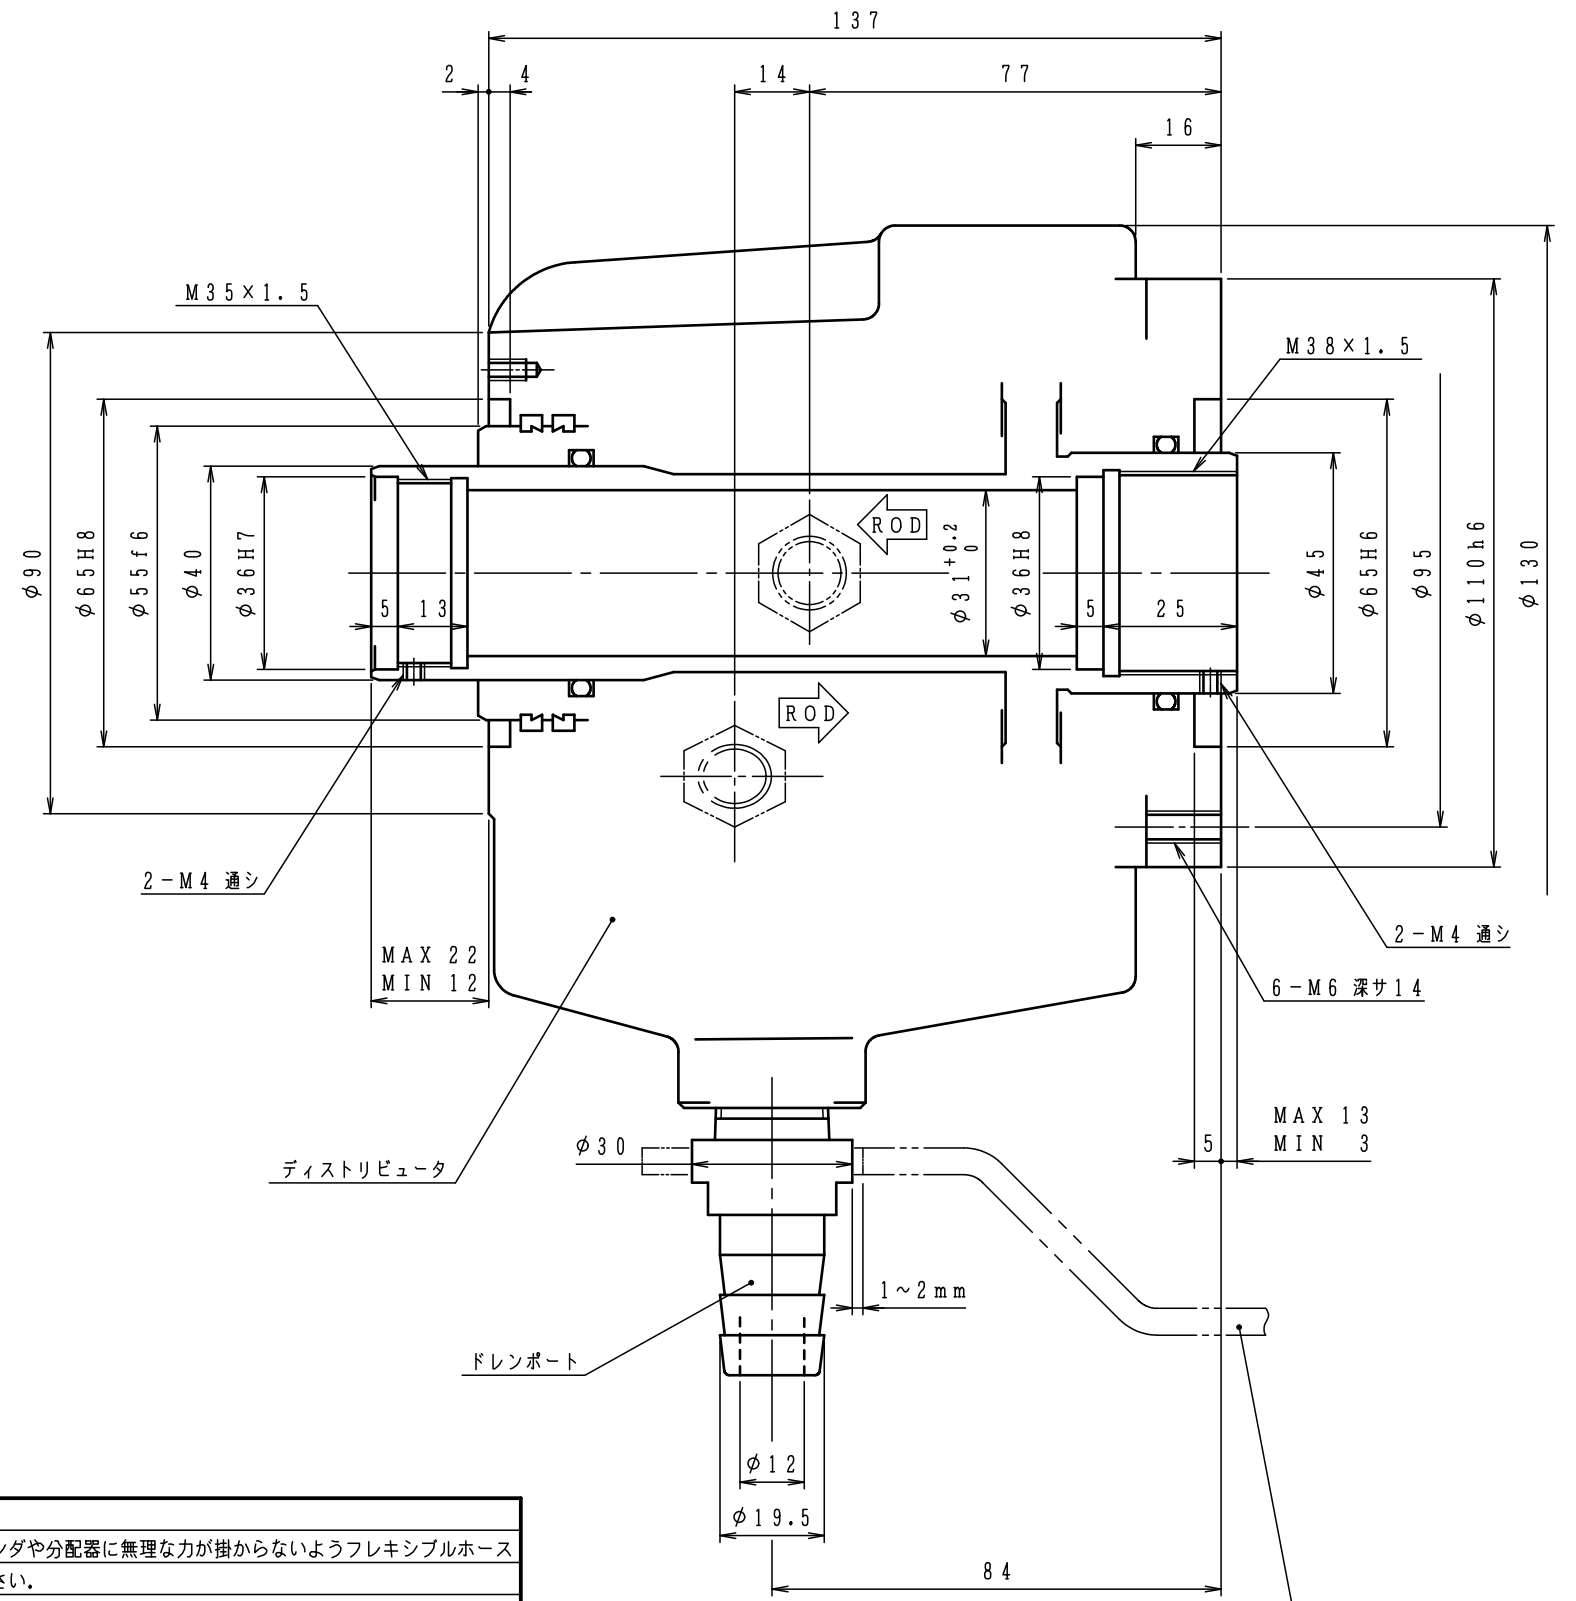 137
2
4
14
77
16
M35×1.5
M38×1.5
ROD
φ90
φ65H8
φ55f6
φ40
φ36H7
φ31 +0.2 0
φ36H8
φ45
φ65H6
φ95
φ110h6
φ130
5
13
5
25
ROD
2-M4 通シ
2-M4 通シ
MAX 22
MIN 12
6-M6 深サ14
MAX 13
MIN 3
5
φ30
ディストリビュータ
1~2mm
ドレンポート
φ12
φ19.5
ダや分配器に無理な力が掛からないようフレキシブルホース
さい.
84